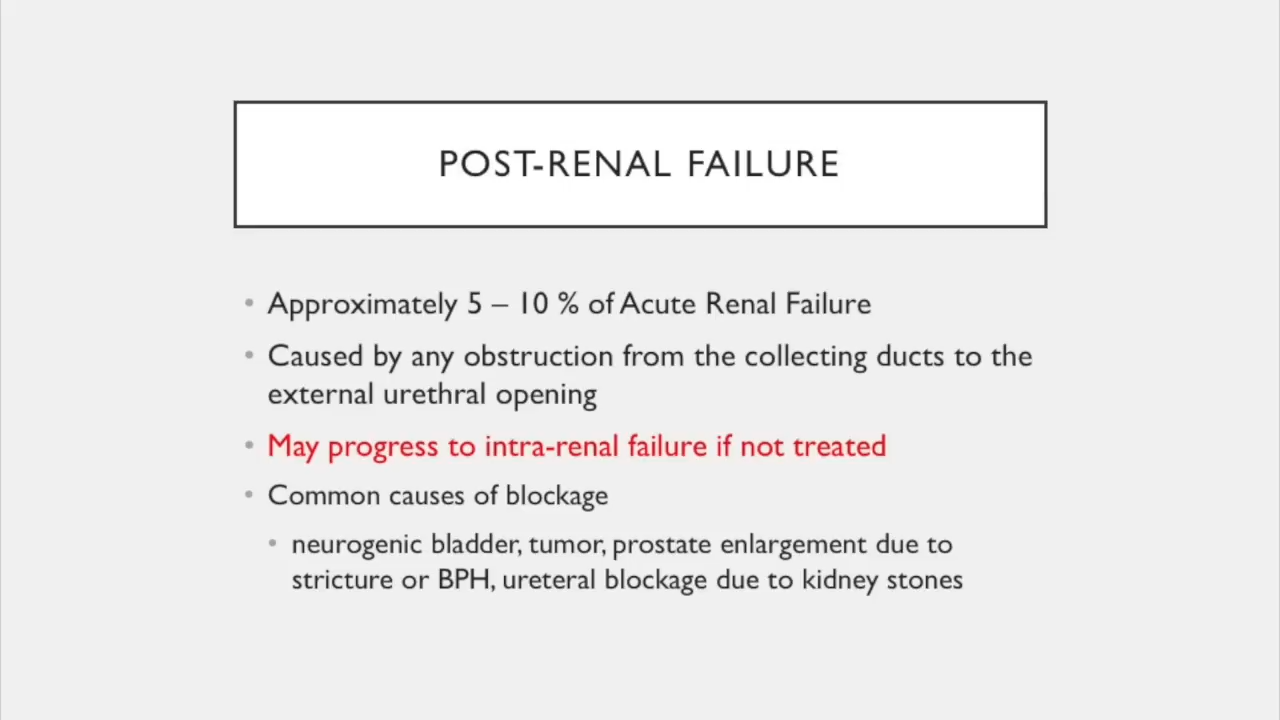 POST-RENAL FAILURE
• Approximately 5 – 10 % of Acute Renal Failure
• Caused by any obstruction from the collecting ducts to the
external urethral opening
• May progress to intra-renal failure if not treated
• Common causes of blockage
• neurogenic bladder, tumor, prostate enlargement due to
stricture or BPH, ureteral blockage due to kidney stones